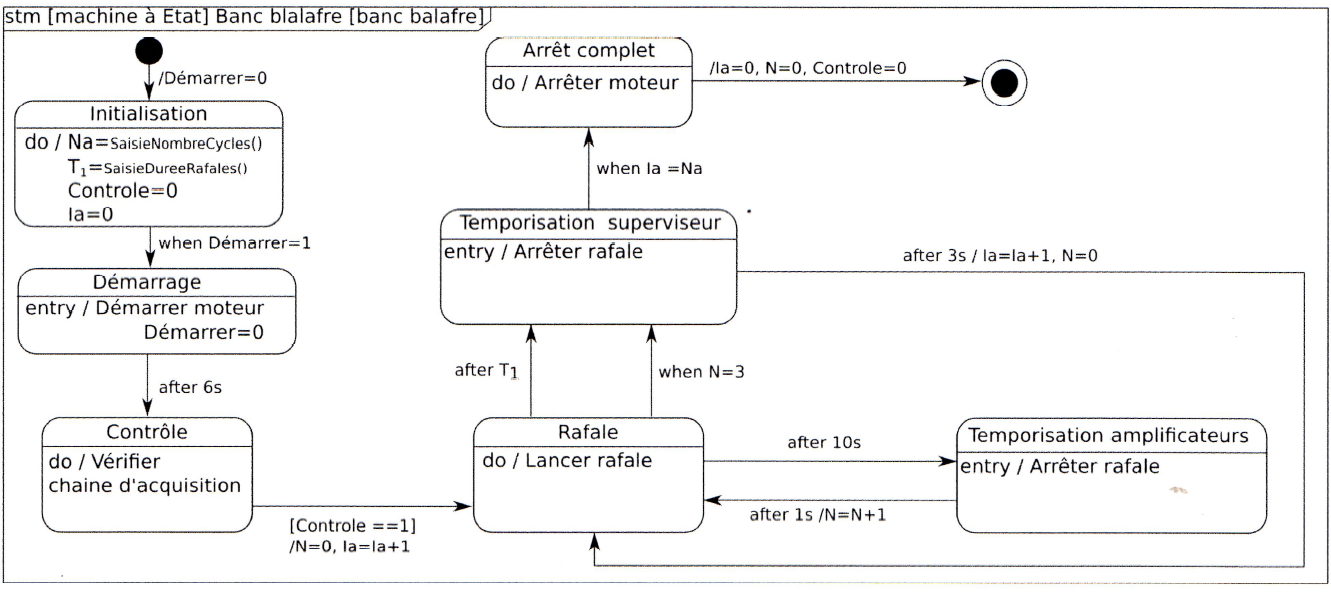 stm [machine à Etat] Banc blalafre [banc balafre]
/Démarrer=0
Initialisation
do / Na=SaisieNombreCycles()
T1=SaisieDureeRafales()
Controle=0
Ia=0
when Démarrer=1
Démarrage
entry / Démarrer moteur
Démarrer=0
after 6s
Contrôle
do / Vérifier
chaine d'acquisition
[Controle ==1]
/N=0, Ia=Ia+1
Arrêt complet
do / Arrêter moteur
/Ia=0, N=0, Controle=0
when Ia =Na
Temporisation superviseur
entry / Arrêter rafale
after 3s / Ia=Ia+1, N=0
after T1
when N=3
Rafale
do / Lancer rafale
after 10s
after 1s /N=N+1
Temporisation amplificateurs
entry / Arrêter rafale